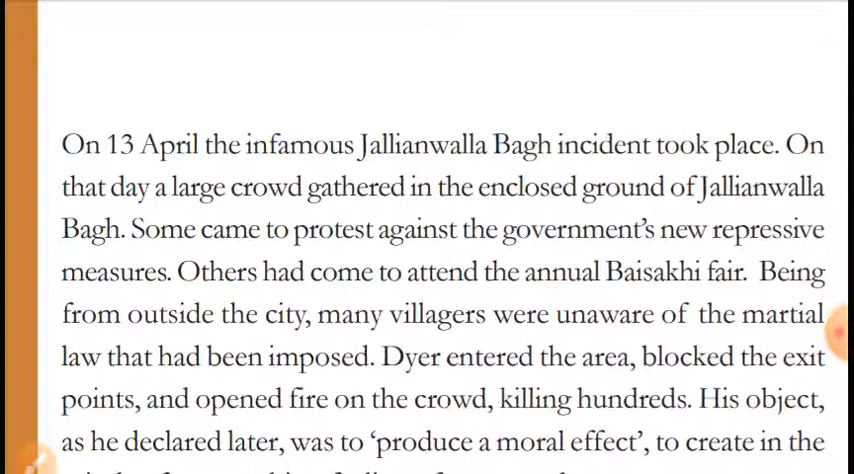 On 13 April the infamous Jallianwalla Bagh incident took place. On
that day a large crowd gathered in the enclosed ground of Jallianwalla
Bagh. Some came to protest against the government’s new repressive
measures. Others had come to attend the annual Baisakhi fair. Being
from outside the city, many villagers were unaware of the martial
law that had been imposed. Dyer entered the area, blocked the exit
points, and opened fire on the crowd, killing hundreds. His object,
as he declared later, was to ‘produce a moral effect’, to create in the